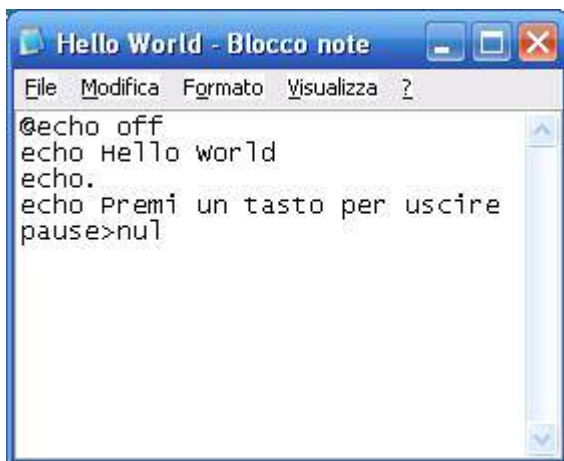 Hello World - Blocco note
File Modifica Formato Visualizza ?
@echo off
echo Hello World
echo.
echo Premi un tasto per uscire
pause>nul